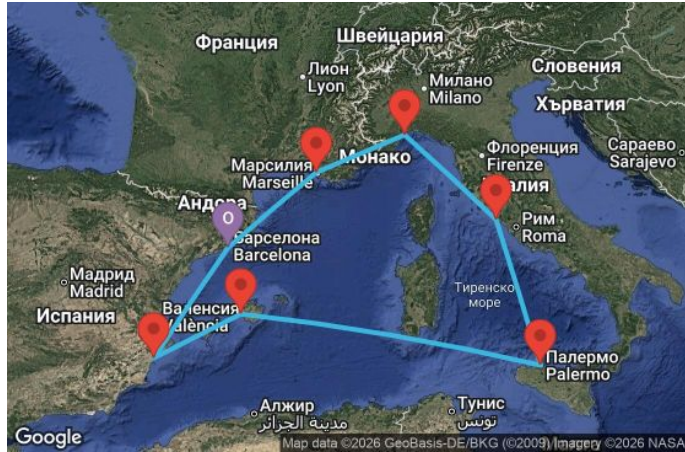 Швейцария
Франция
Словения
Лион
Lyon
Милано
Milano
Хърватия
Марсилия
Marseille
Монако
Флоренция
Firenze
Сараево
Sarajevo
Андора
O
Рим
Roma
Барселона
Barcelona
Мадрид
Madrid
Испания
Валенсия
València
Тиренско
море
Палермо
Palermo
Алжир
مدينة الجزائر
Тунис
تونس
Google
Map data ©2026 GeoBasis-DE/BKG (©2009) Imagery ©2026 NASA